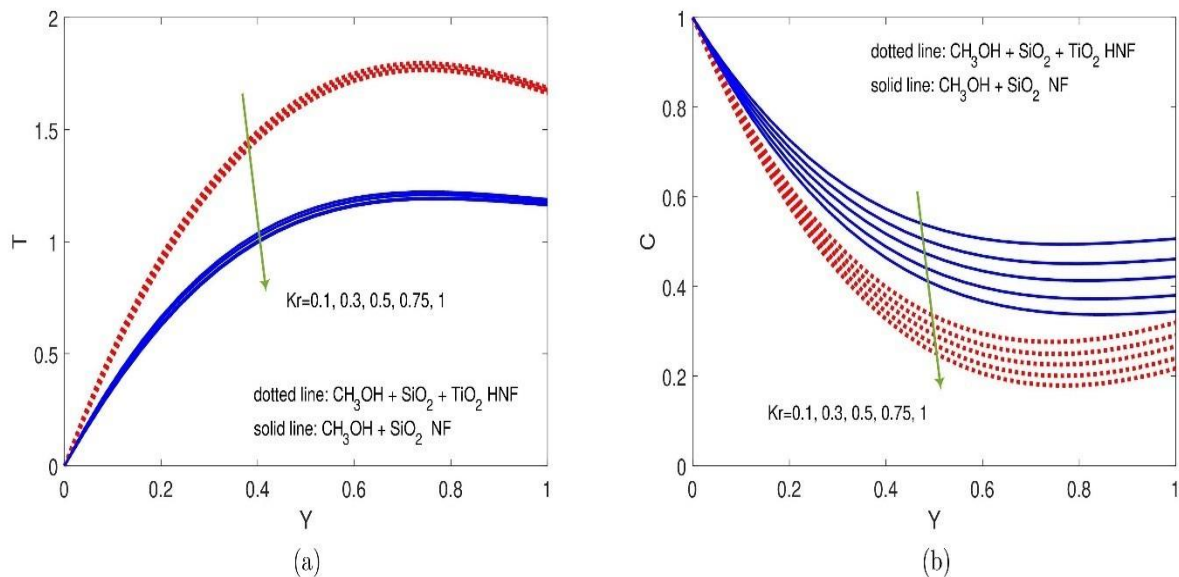 2
1.5
T
1
Kr=0.1, 0.3, 0.5, 0.75, 1
0.5
dotted line: CH₃OH + SiO₂ + TiO₂ HNF
solid line: CH₃OH + SiO₂ NF
0
0 0.2 0.4 0.6 0.8 1
Y
(a)
1
dotted line: CH₃OH + SiO₂ + TiO₂ HNF
solid line: CH₃OH + SiO₂ NF
0.8
0.6
C
0.4
0.2
Kr=0.1, 0.3, 0.5, 0.75, 1
0
0 0.2 0.4 0.6 0.8 1
Y
(b)